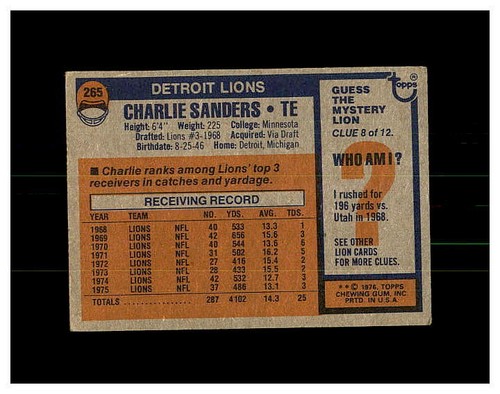 265
DETROIT LIONS
CHARLIE SANDERS • TE
Height: 6'4" Weight: 225 College: Minnesota
Drafted: Lions #3-1968 Acquired: Via Draft
Birthdate: 8-25-46 Home: Detroit, Michigan
■ Charlie ranks among Lions' top 3
receivers in catches and yardage.
RECEIVING RECORD
YEAR TEAM NO. YDS. AVG. TDS.
1968 LIONS NFL 40 533 13.3 1
1969 LIONS NFL 42 656 15.6 3
1970 LIONS NFL 40 544 13.6 6
1971 LIONS NFL 31 502 16.2 5
1972 LIONS NFL 27 416 15.4 2
1973 LIONS NFL 28 433 15.5 2
1974 LIONS NFL 42 532 12.7 3
1975 LIONS NFL 37 486 13.1 3
TOTALS ................ 287 4102 14.3 25
topps®
GUESS
THE
MYSTERY
LION
CLUE 8 of 12.
?
WHO AM I?
I rushed for
196 yards vs.
Utah in 1968.
SEE OTHER
LION CARDS
FOR MORE CLUES.
**© 1976, TOPPS
CHEWING GUM, INC.
PRTD. IN U.S.A